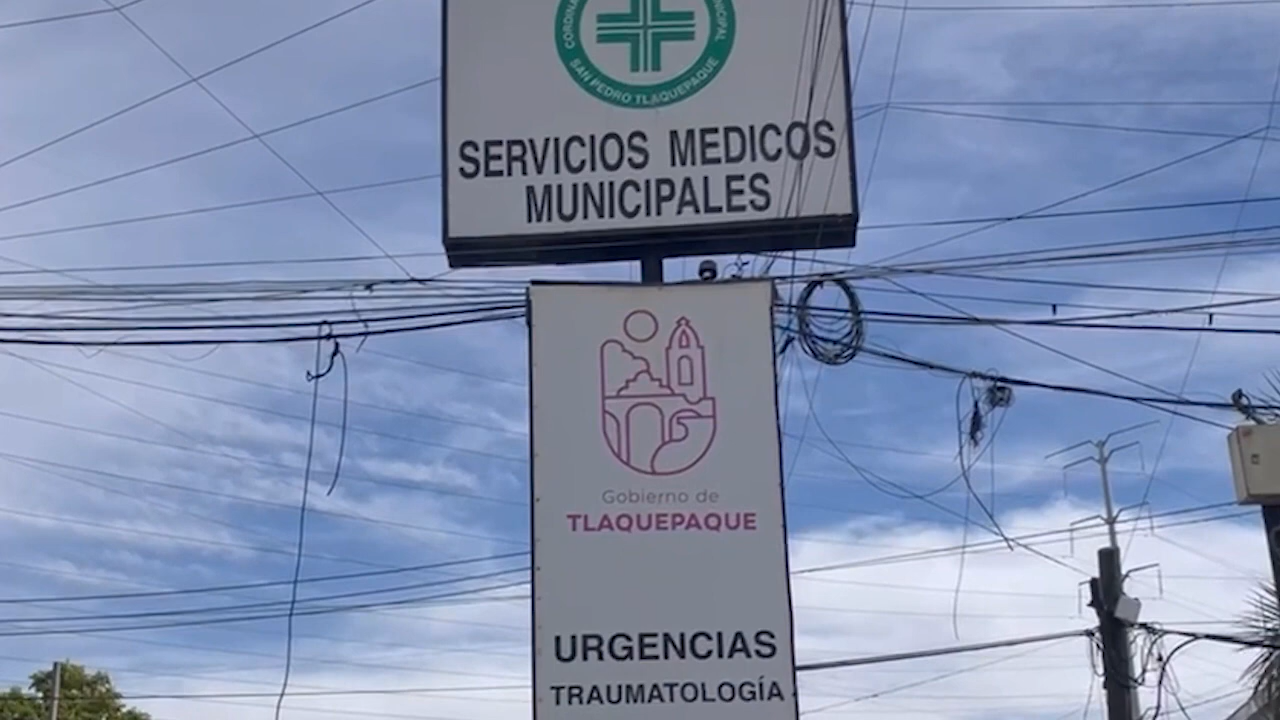 SAN PEDRO TLAQUEPAQUE
SERVICIOS MEDICOS
MUNICIPALES
Gobierno de
TLAQUEPAQUE
URGENCIAS
TRAUMATOLOGÍA